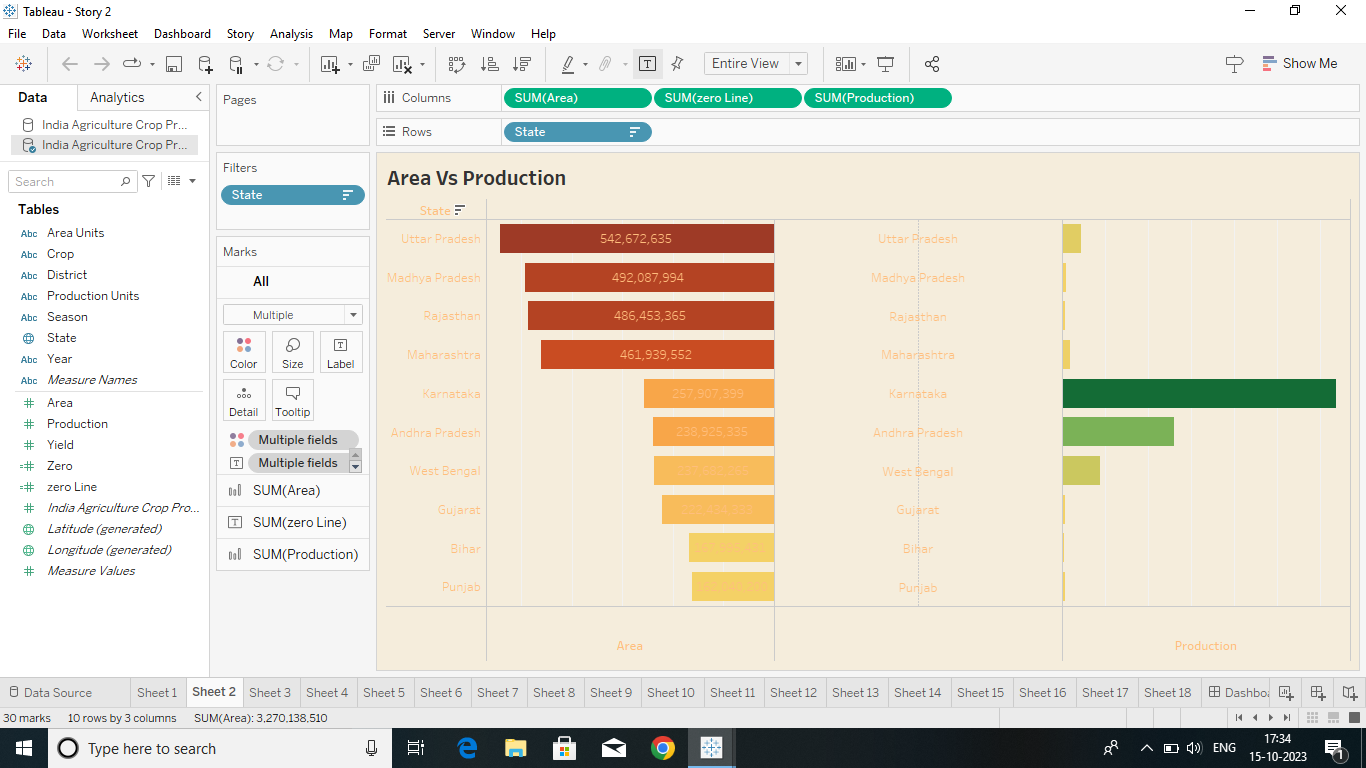 Tableau - Story 2
File Data Worksheet Dashboard Story Analysis Map Format Server Window Help
Entire View
Show Me
Data
Analytics
India Agriculture Crop Pr...
India Agriculture Crop Pr...
Search
Tables
Abc Area Units
Abc Crop
Abc District
Abc Production Units
Abc Season
State
Abc Year
Abc Measure Names
Area
Production
Yield
Zero
zero Line
India Agriculture Crop Pro...
Latitude (generated)
Longitude (generated)
Measure Values
Pages
Filters
State
Marks
All
Multiple
Color Size Label
Detail Tooltip
Multiple fields
Multiple fields
SUM(Area)
SUM(zero Line)
SUM(Production)
Columns SUM(Area) SUM(zero Line) SUM(Production)
Rows State
Area Vs Production
State
Uttar Pradesh 542,672,635 Uttar Pradesh
Madhya Pradesh 492,087,994 Madhya Pradesh
Rajasthan 486,453,365 Rajasthan
Maharashtra 461,939,552 Maharashtra
Karnataka 257,907,399 Karnataka
Andhra Pradesh 238,925,335 Andhra Pradesh
West Bengal West Bengal
Gujarat Gujarat
Bihar Bihar
Punjab Punjab
Area Production
Data Source Sheet 1 Sheet 2 Sheet 3 Sheet 4 Sheet 5 Sheet 6 Sheet 7 Sheet 8 Sheet 9 Sheet 10 Sheet 11 Sheet 12 Sheet 13 Sheet 14 Sheet 15 Sheet 16 Sheet 17 Sheet 18 Dashbo
30 marks 10 rows by 3 columns SUM(Area): 3,270,138,510
Type here to search
ENG
17:34
15-10-2023
1